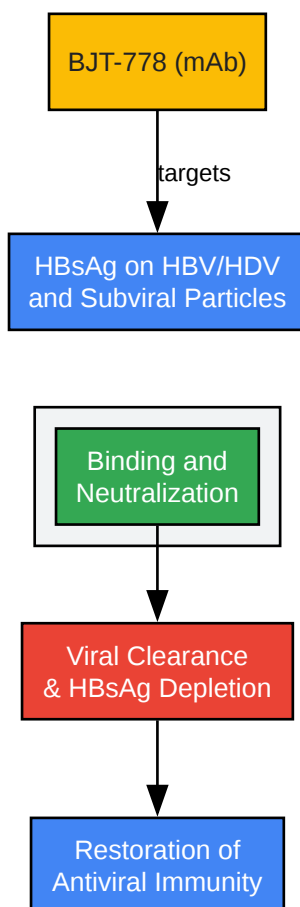 BJT-778 (mAb)
targets
HBsAg on HBV/HDV
and Subviral Particles
Binding and
Neutralization
Viral Clearance
& HBsAg Depletion
Restoration of
Antiviral Immunity